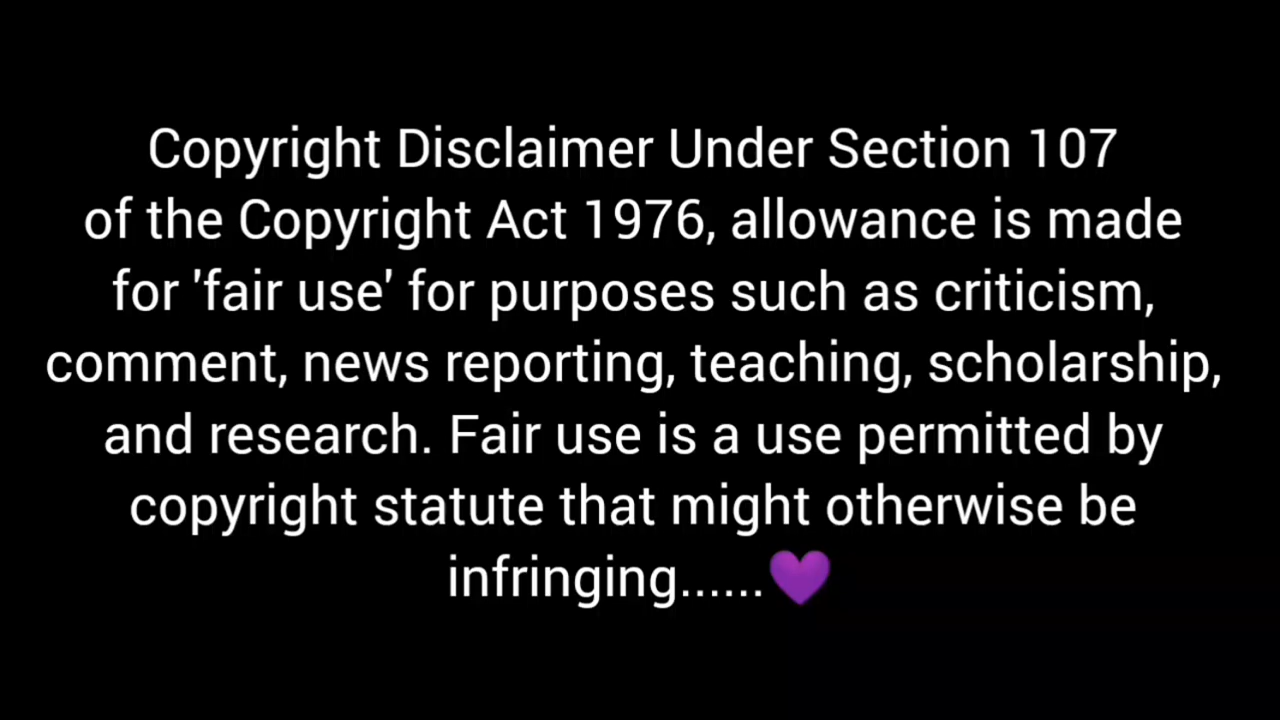 Copyright Disclaimer Under Section 107
of the Copyright Act 1976, allowance is made
for 'fair use' for purposes such as criticism,
comment, news reporting, teaching, scholarship,
and research. Fair use is a use permitted by
copyright statute that might otherwise be
infringing......💜